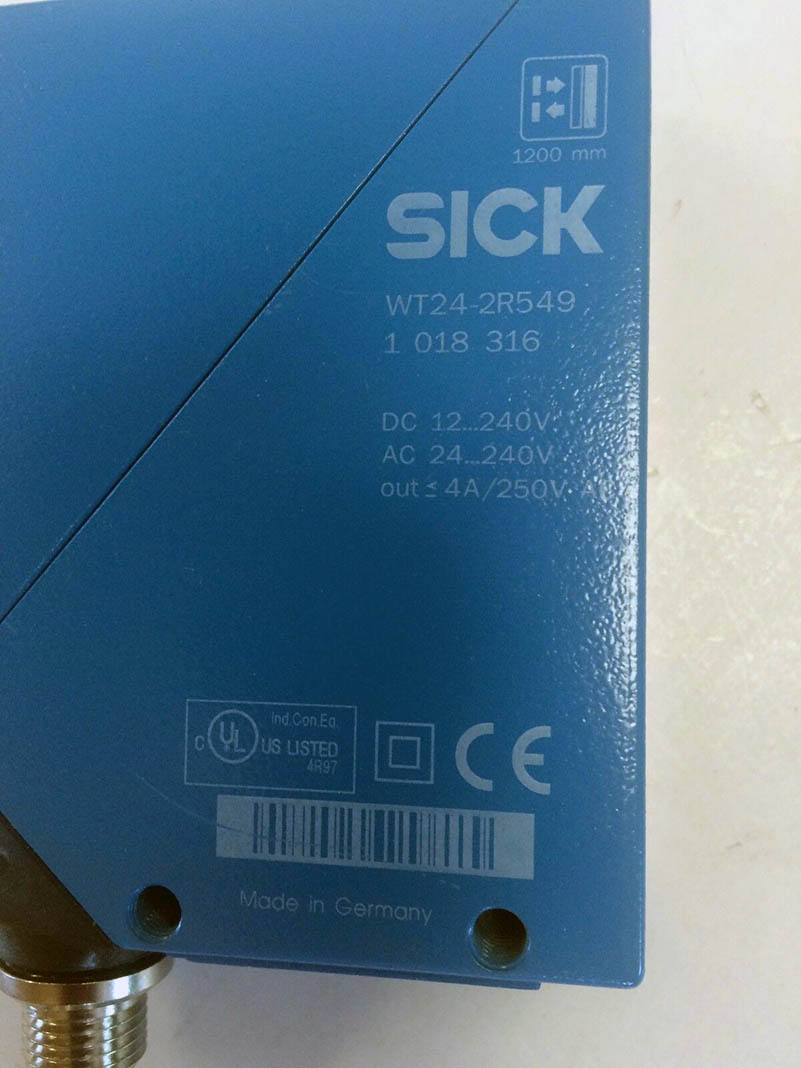 1200 mm
SICK
WT24-2R549
1 018 316
DC 12...240V
AC 24...240V
out ≤ 4A/250V AC
Ind.Con.Eq.
C UL US LISTED
4R97
CE
Made in Germany